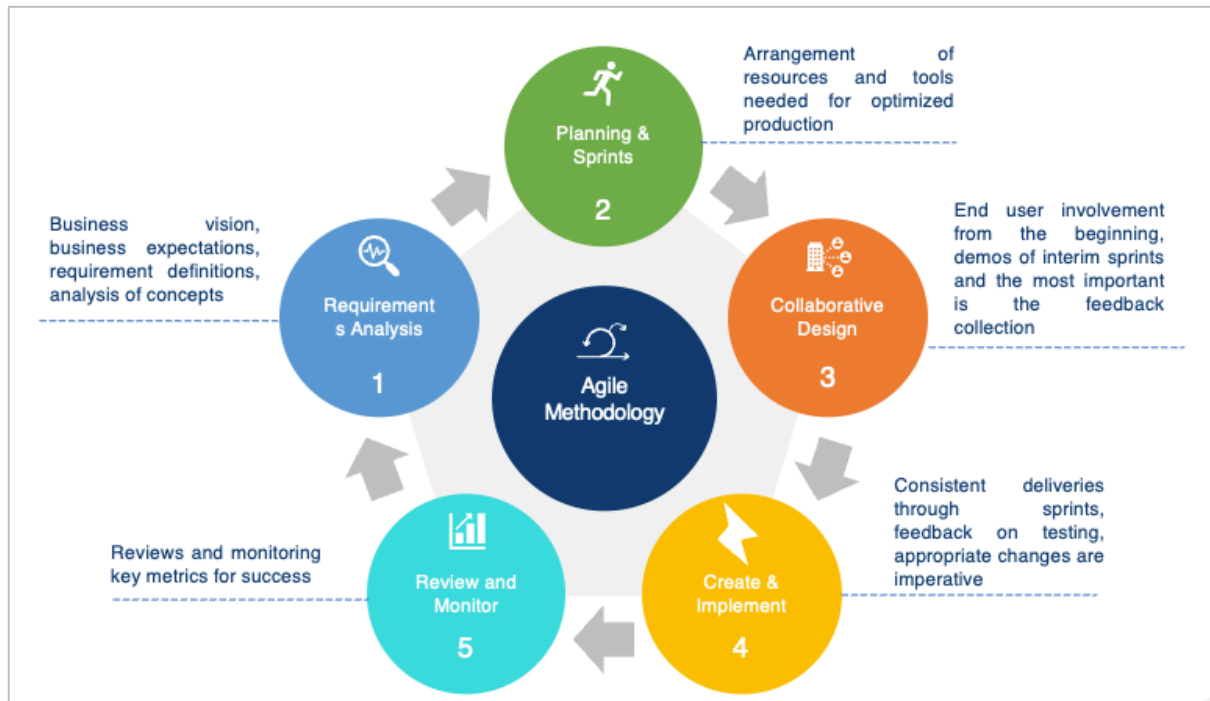 Arrangement of
resources and tools
needed for optimized
production
Planning &
Sprints
2
Business vision,
business expectations,
requirement definitions,
analysis of concepts
Requirement
s Analysis
1
End user involvement
from the beginning,
demos of interim sprints
and the most important
is the feedback
collection
Collaborative
Design
3
Agile
Methodology
Consistent deliveries
through sprints,
feedback on testing,
appropriate changes are
imperative
Create &
Implement
4
Reviews and monitoring
key metrics for success
Review and
Monitor
5